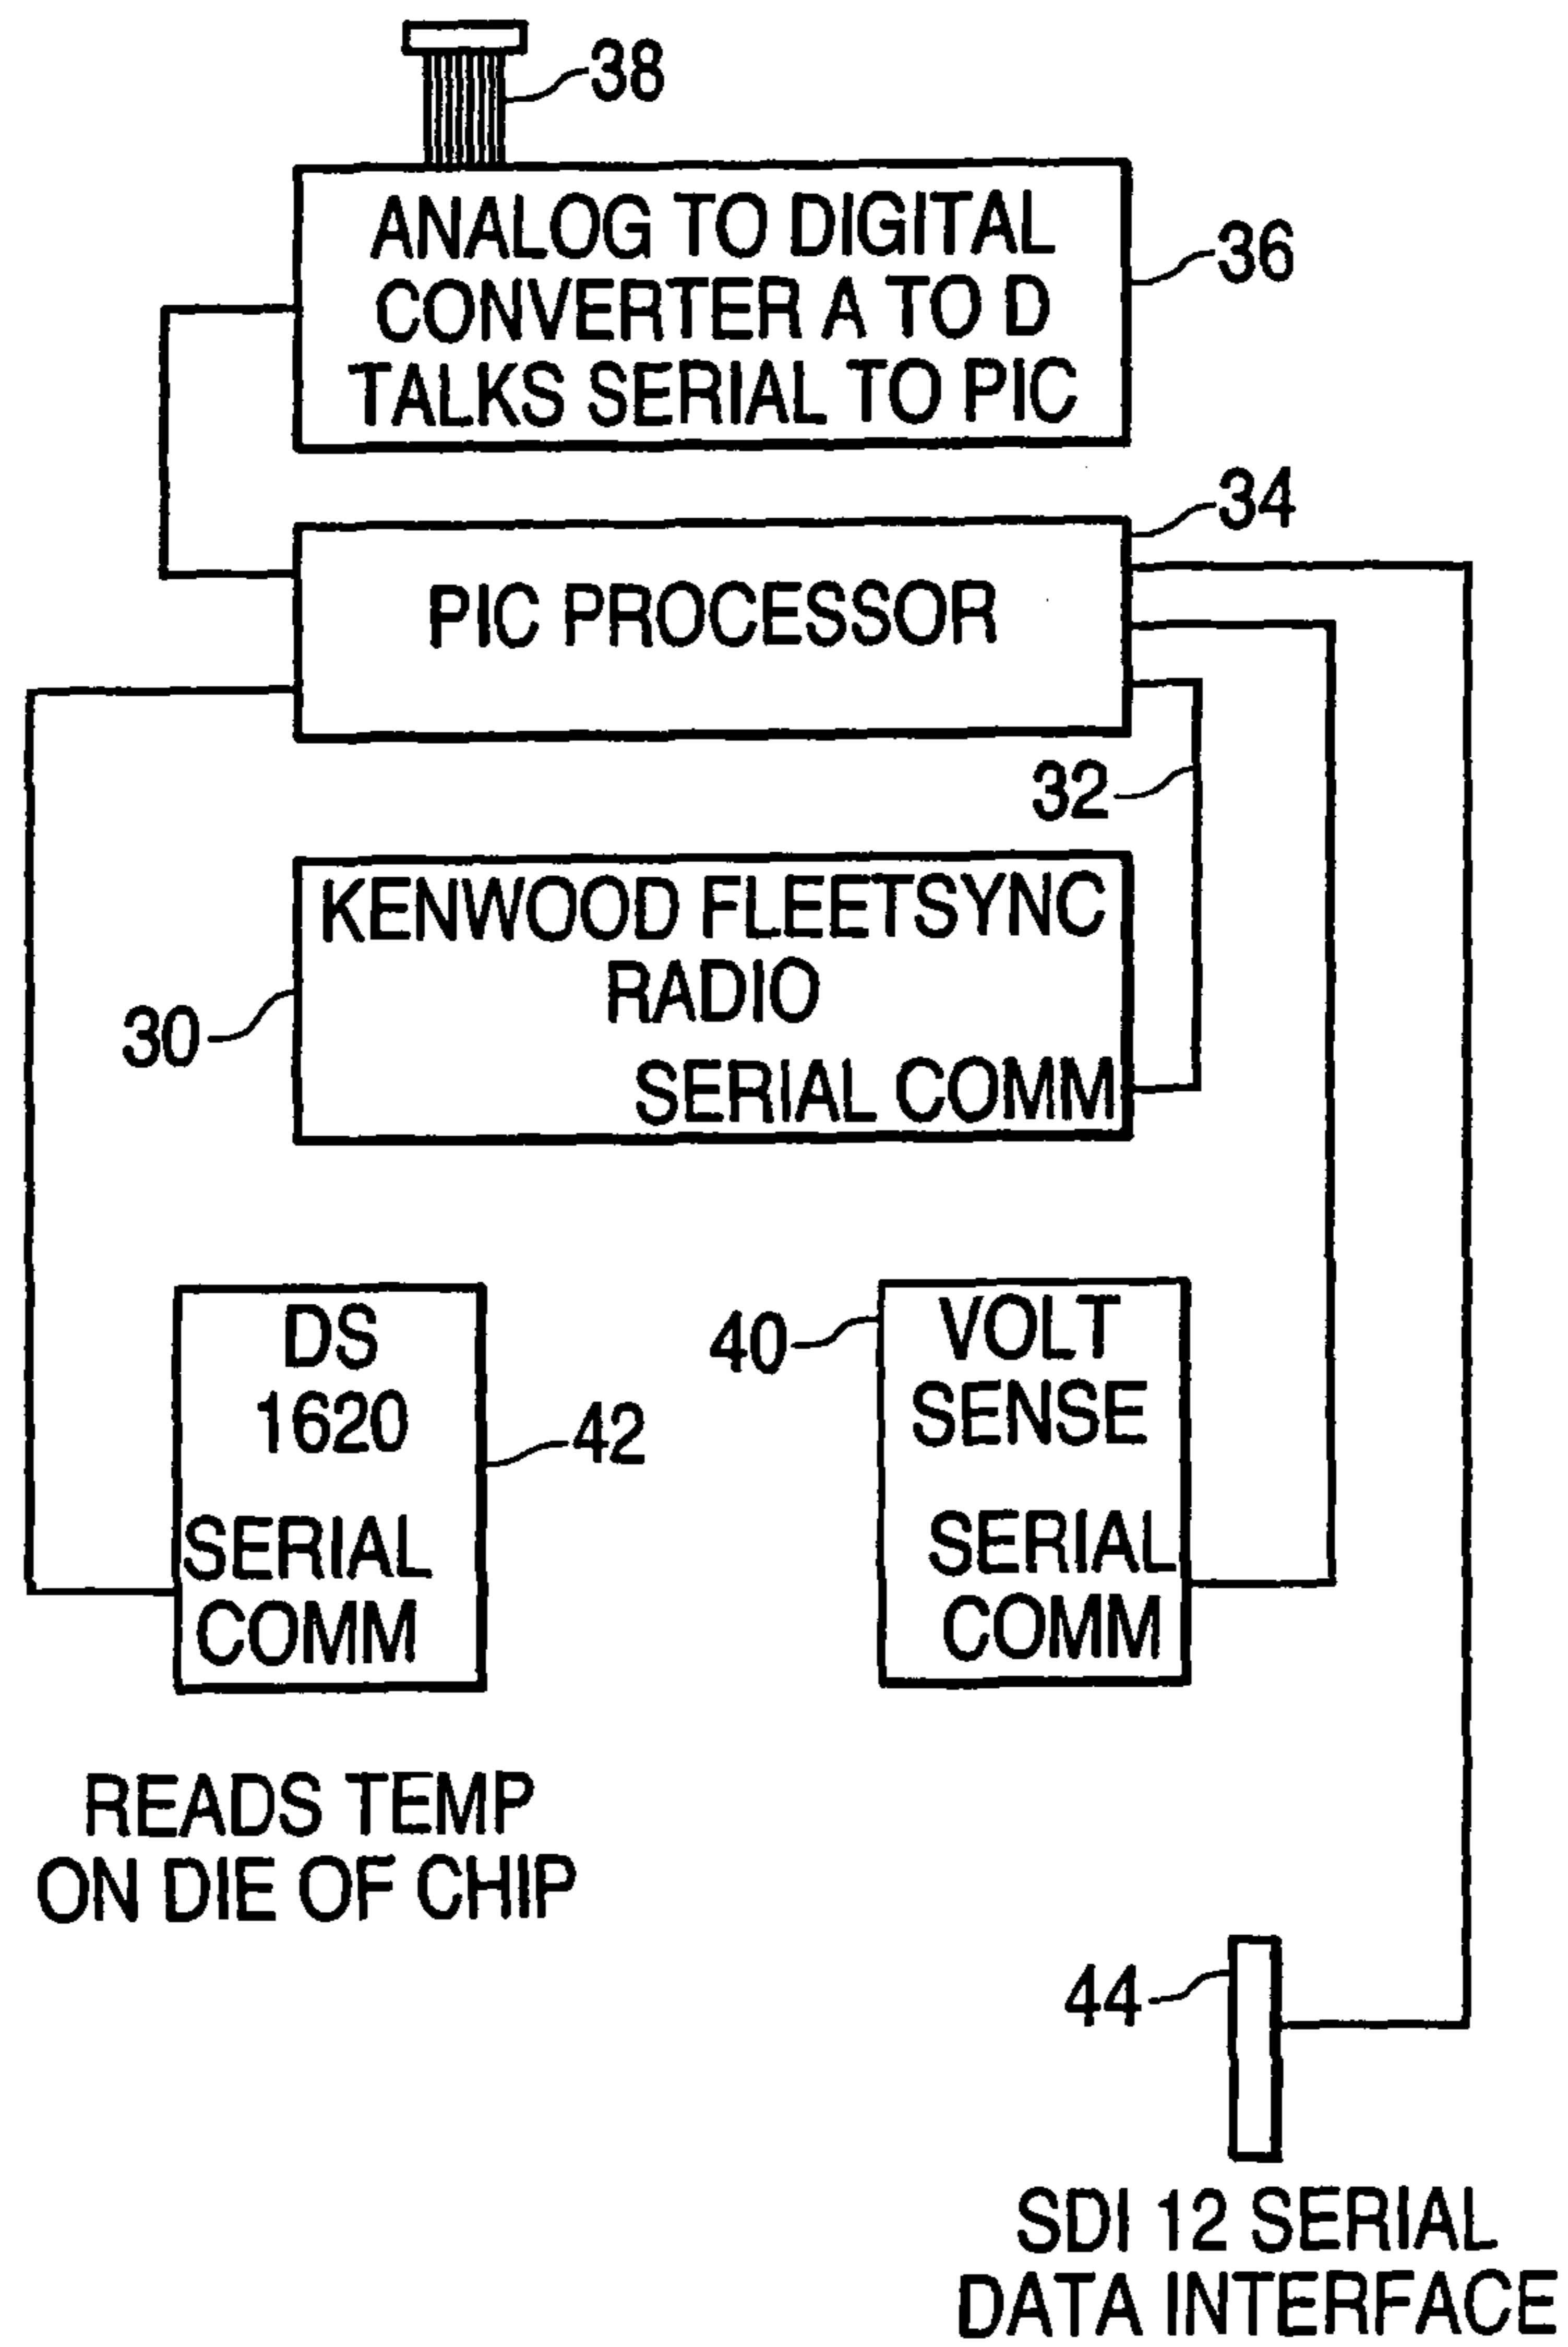 38
ANALOG TO DIGITAL
CONVERTER A TO D
TALKS SERIAL TO PIC
36
34
PIC PROCESSOR
32
KENWOOD FLEETSYNC
RADIO
SERIAL COMM
30
DS
1620
SERIAL
COMM
42
40
VOLT
SENSE
SERIAL
COMM
READS TEMP
ON DIE OF CHIP
44
SDI 12 SERIAL
DATA INTERFACE